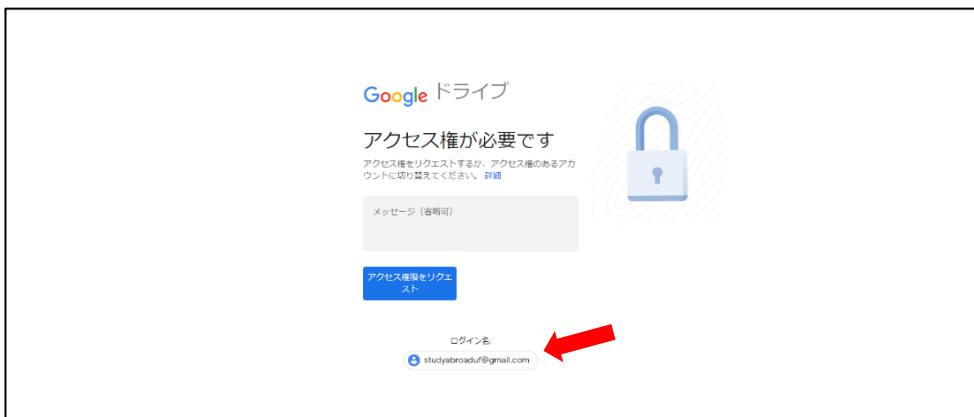 Google ドライブ
アクセス権が必要です
アクセス権をリクエストするか、アクセス権のあるアカ
ウントに切り替えてください。 詳細
メッセージ（省略可）
アクセス権限をリクエ
スト
ログイン名:
studyabroaduf@gmail.com